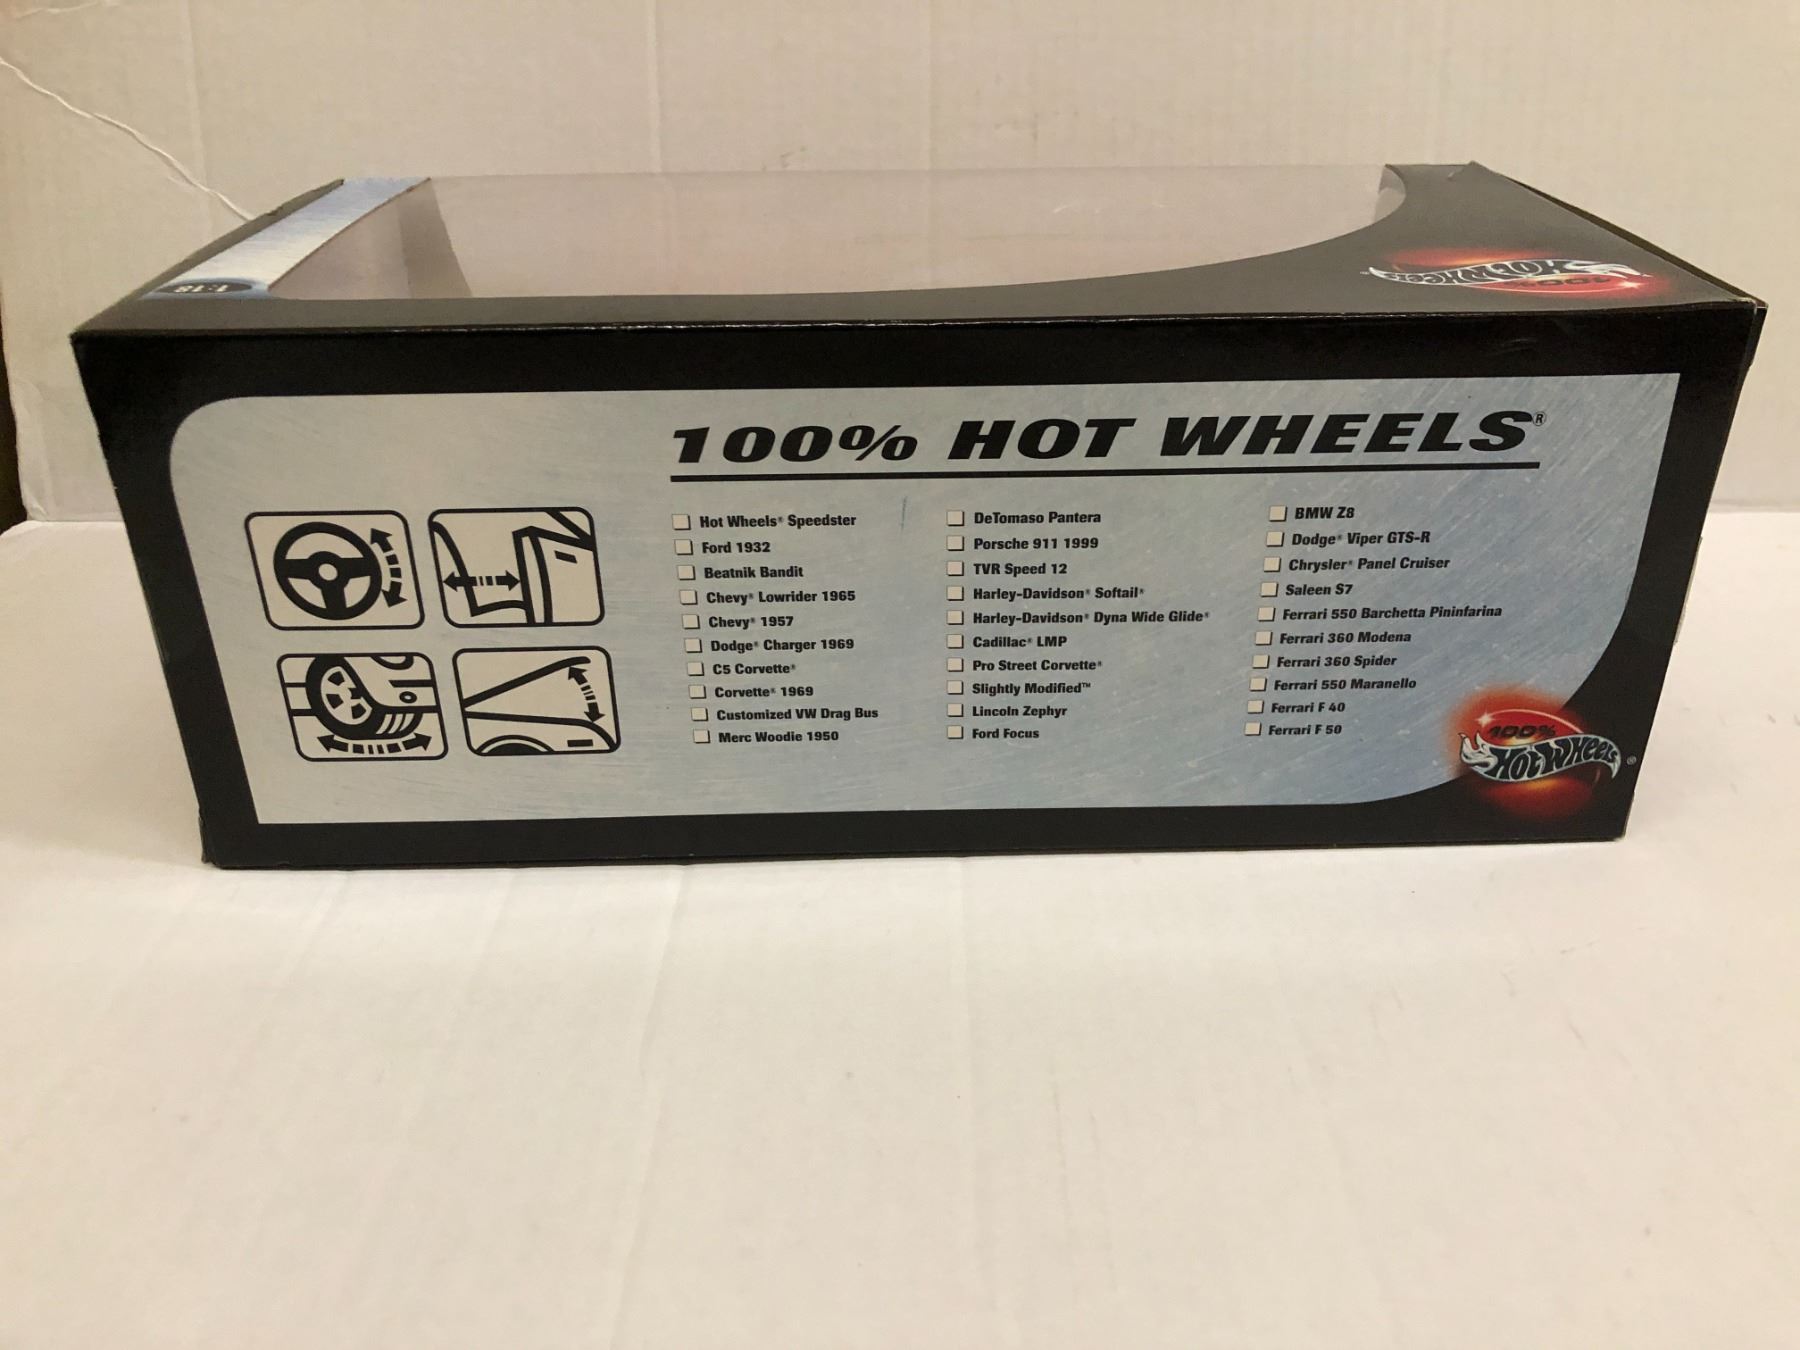 1:18
100% HOT WHEELS
100% HOT WHEELS®
Hot Wheels® Speedster
Ford 1932
Beatnik Bandit
Chevy® Lowrider 1965
Chevy® 1957
Dodge® Charger 1969
C5 Corvette®
Corvette® 1969
Customized VW Drag Bus
Merc Woodie 1950
DeTomaso Pantera
Porsche 911 1999
TVR Speed 12
Harley-Davidson® Softail®
Harley-Davidson® Dyna Wide Glide®
Cadillac® LMP
Pro Street Corvette®
Slightly Modified™
Lincoln Zephyr
Ford Focus
BMW Z8
Dodge® Viper GTS-R
Chrysler® Panel Cruiser
Saleen S7
Ferrari 550 Barchetta Pininfarina
Ferrari 360 Modena
Ferrari 360 Spider
Ferrari 550 Maranello
Ferrari F 40
Ferrari F 50
100%
Hot Wheels®